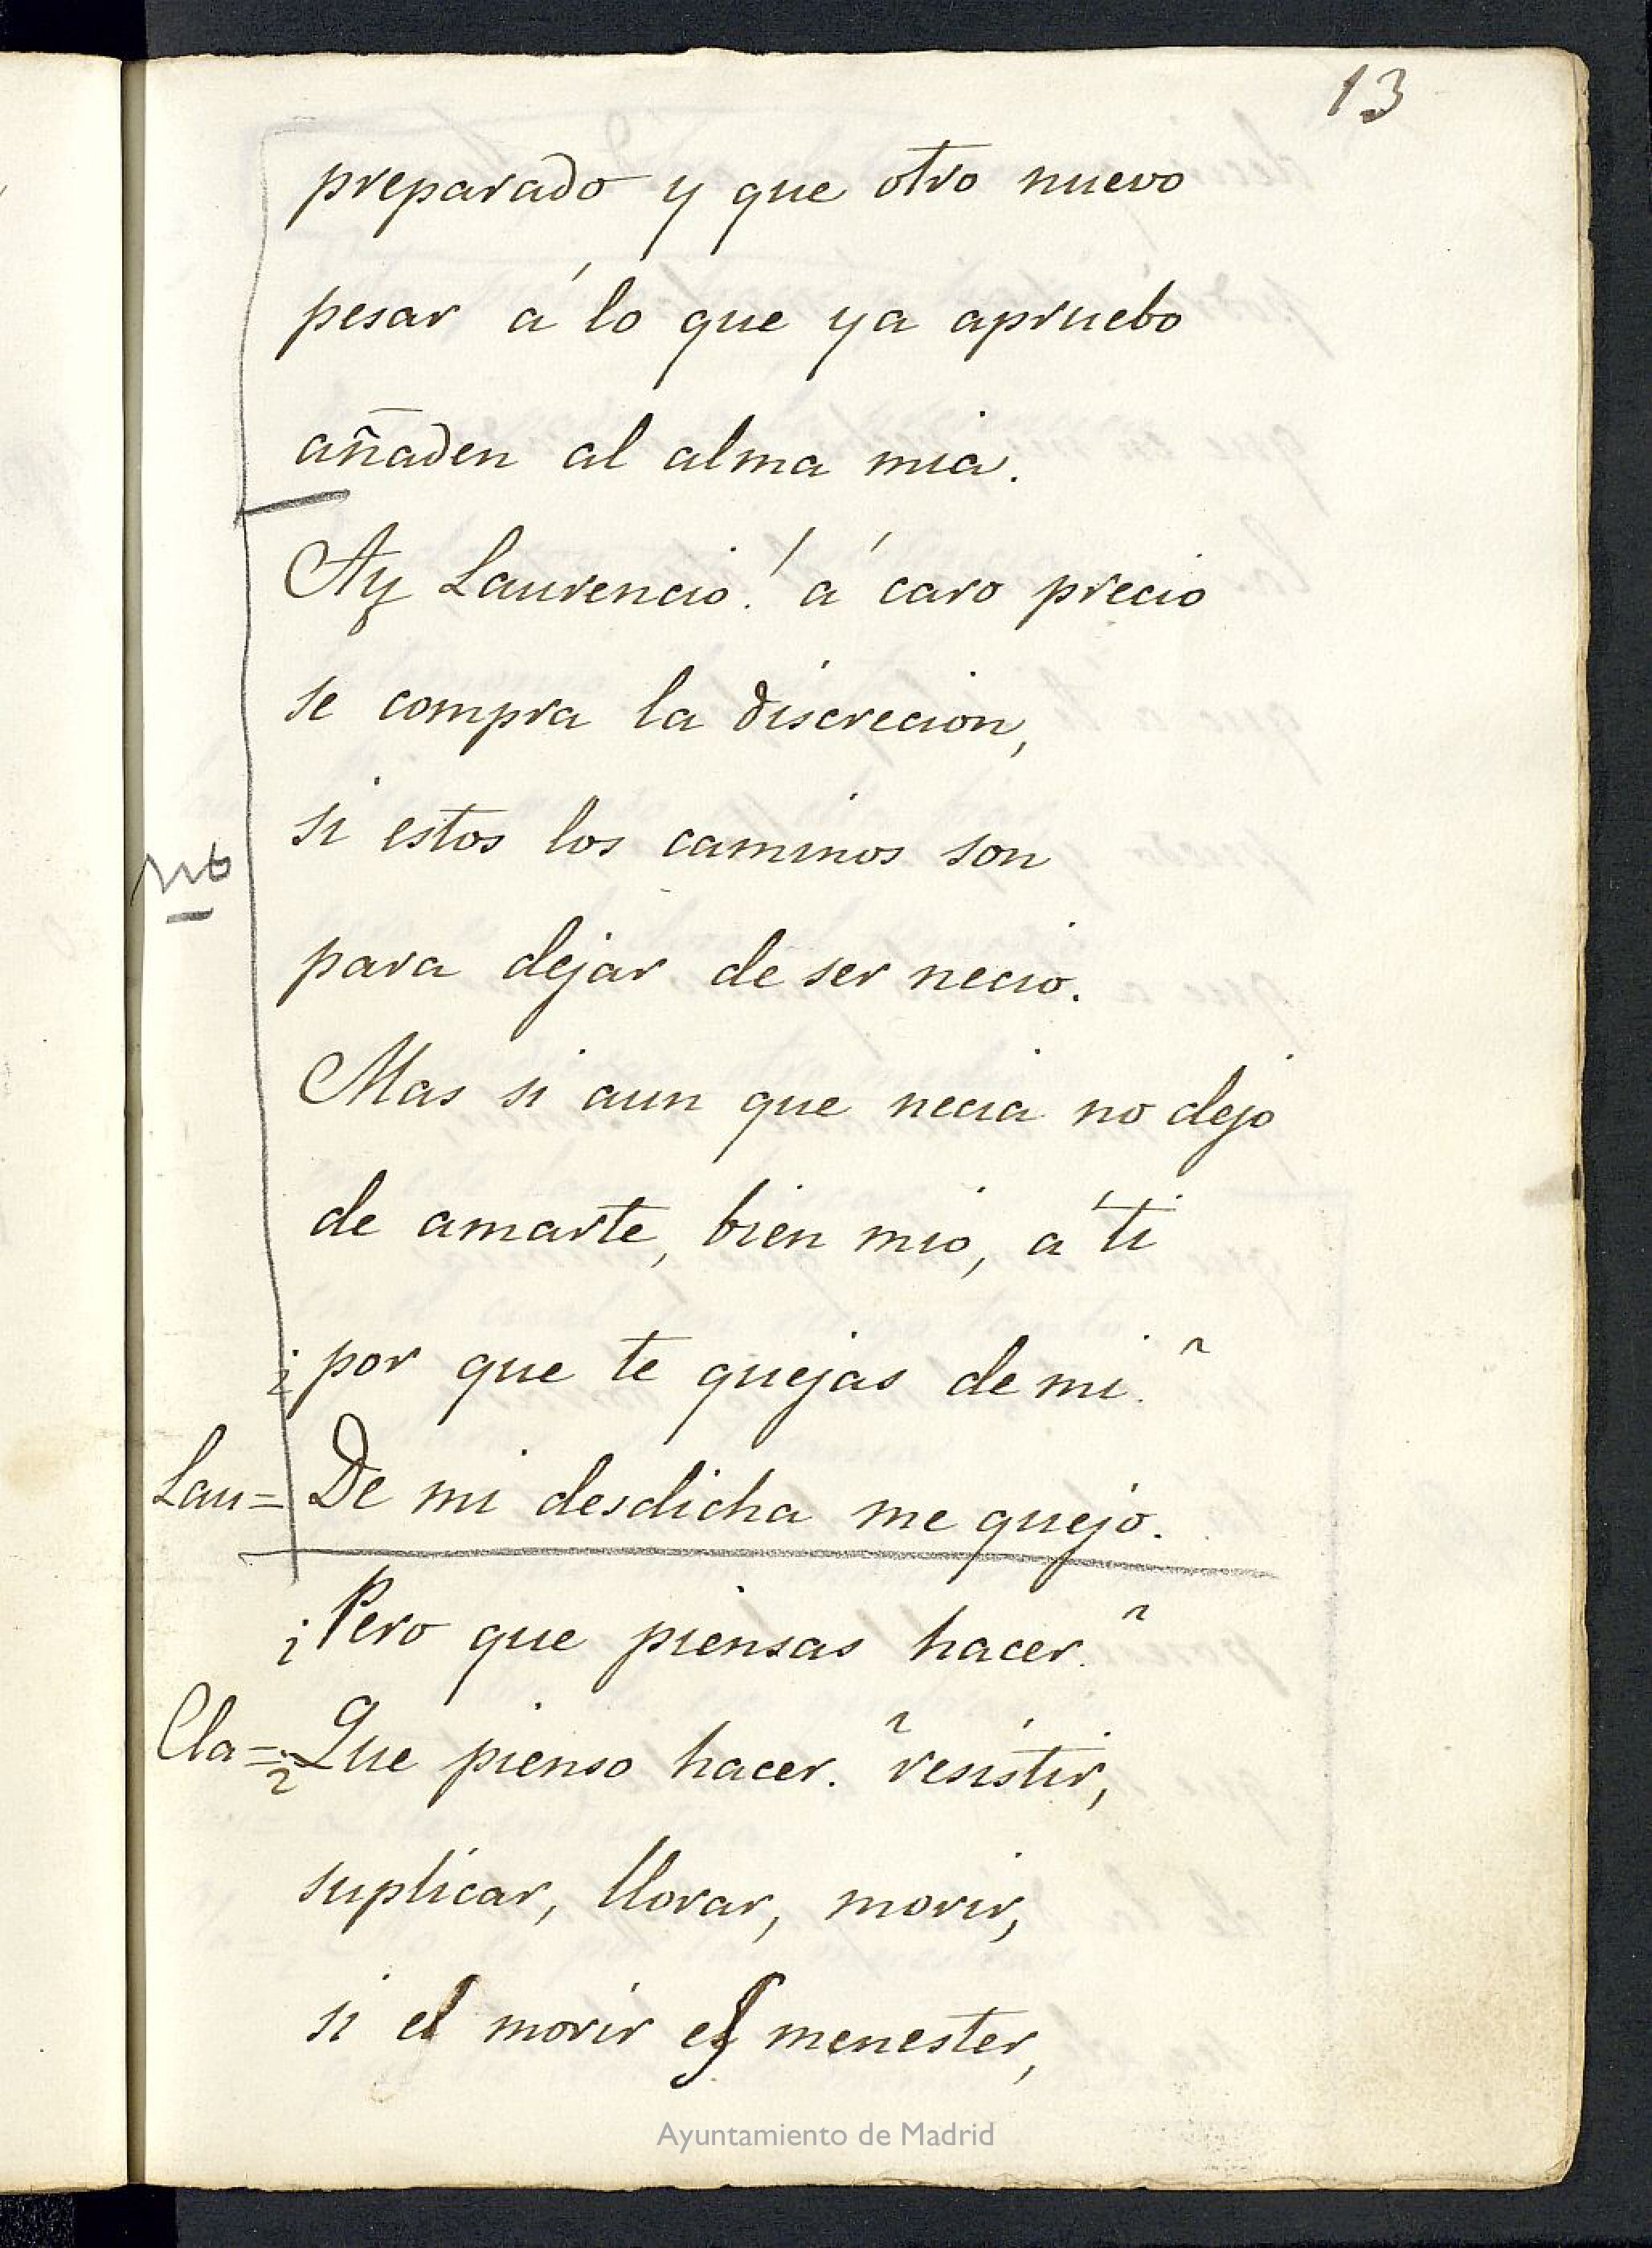 13
preparado y que otro nuevo
pesar á lo que ya apruebo
añaden al alma mia.
Ay Laurencio! á caro precio
se compra la discrecion,
si estos los caminos son
no
para dejar de ser necio.
Mas si aun que necia no dejo
de amarte, bien mio, á ti
¿por que te quejas de mi?
Lau= De mi desdicha me quejo.
¿Pero que piensas hacer?
Cla= ¿Que pienso hacer? resistir,
suplicar, llorar, morir,
si el morir es menester,
Ayuntamiento de Madrid